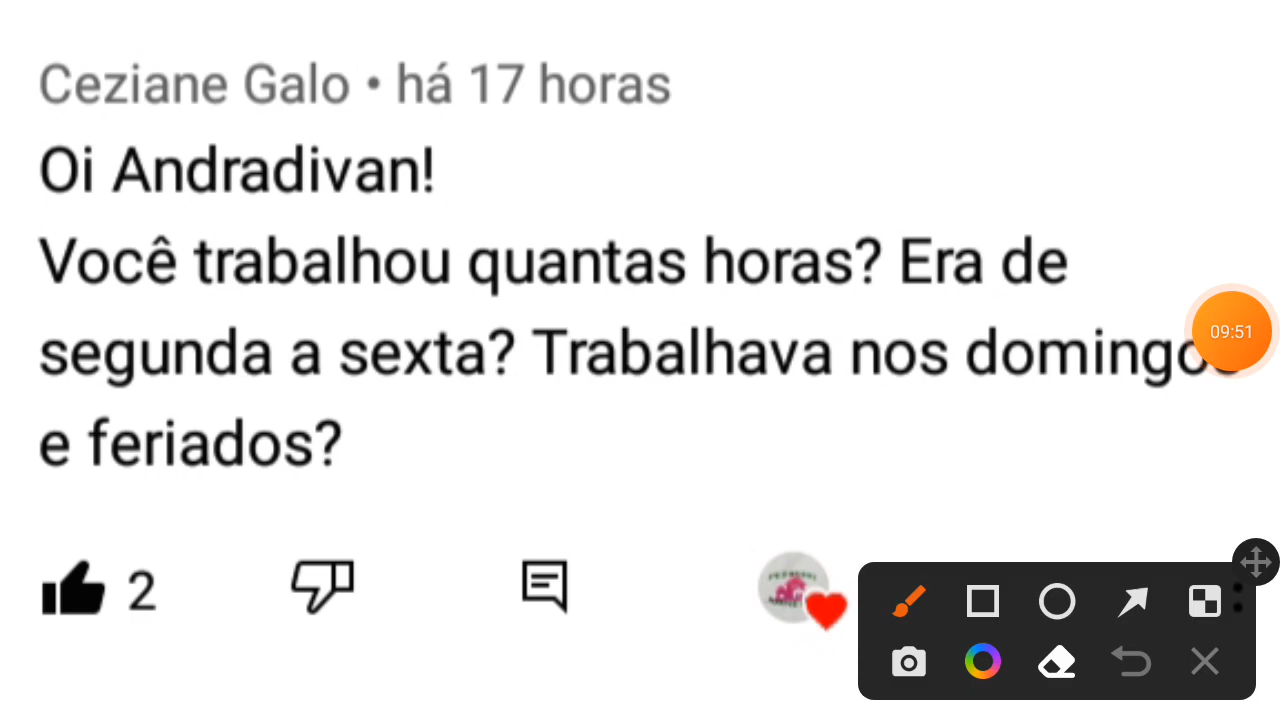 Ceziane Galo • há 17 horas
Oi Andradivan!
Você trabalhou quantas horas? Era de
segunda a sexta? Trabalhava nos domingos
e feriados?
09:51
2